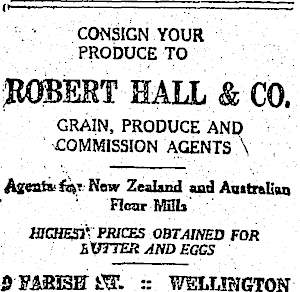 CONSIGN YOUR
PRODUCE TO
ROBERT HALL & CO.
GRAIN, PRODUCE AND
COMMISSION AGENTS
Agents for New Zealand and Australian
Flour Mills
HIGHEST PRICES OBTAINED FOR
BUTTER AND EGGS
9 FARISH ST. :: WELLINGTON